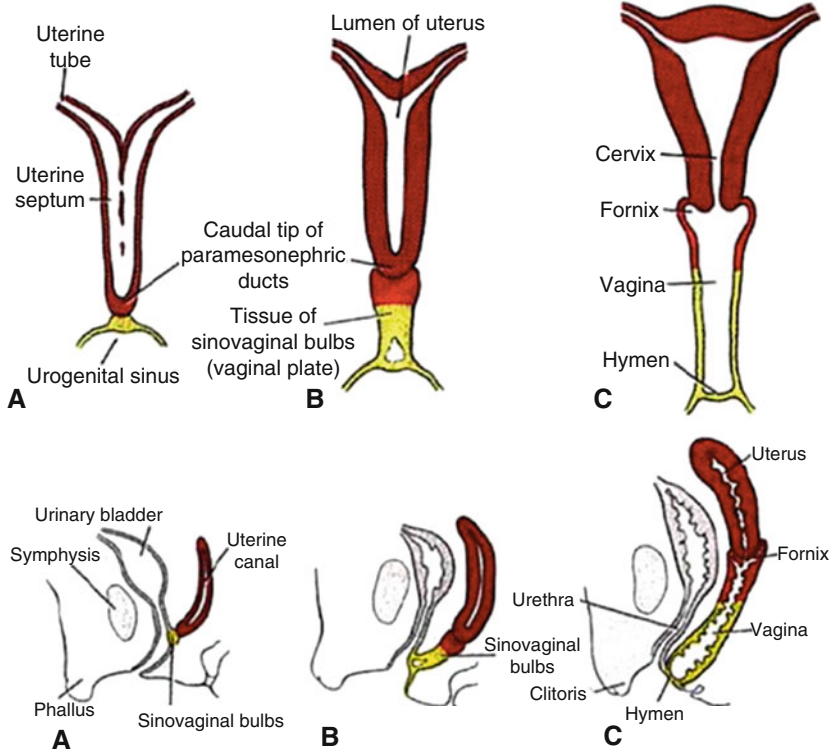 Uterine
tube
Uterine
septum
Urogenital sinus
A
Lumen of uterus
Caudal tip of
paramesonephric
ducts
Tissue of
sinovaginal bulbs
(vaginal plate)
B
Cervix
Fornix
Vagina
Hymen
C
Urinary bladder
Symphysis
Uterine
canal
Phallus
Sinovaginal bulbs
A
Sinovaginal
bulbs
B
Uterus
Fornix
Urethra
Vagina
Clitoris
Hymen
C